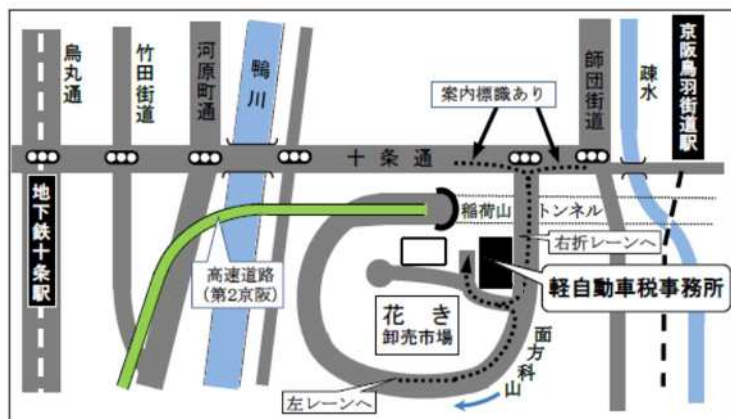 烏丸通
竹田街道
河原町通
鴨川
案内標識あり
師団街道
疎水
京阪鳥羽街道駅
十条通
地下鉄十条駅
稲荷山トンネル
右折レーンへ
高速道路
(第2京阪)
軽自動車税事務所
花き
卸売市場
山科方面
左レーンへ